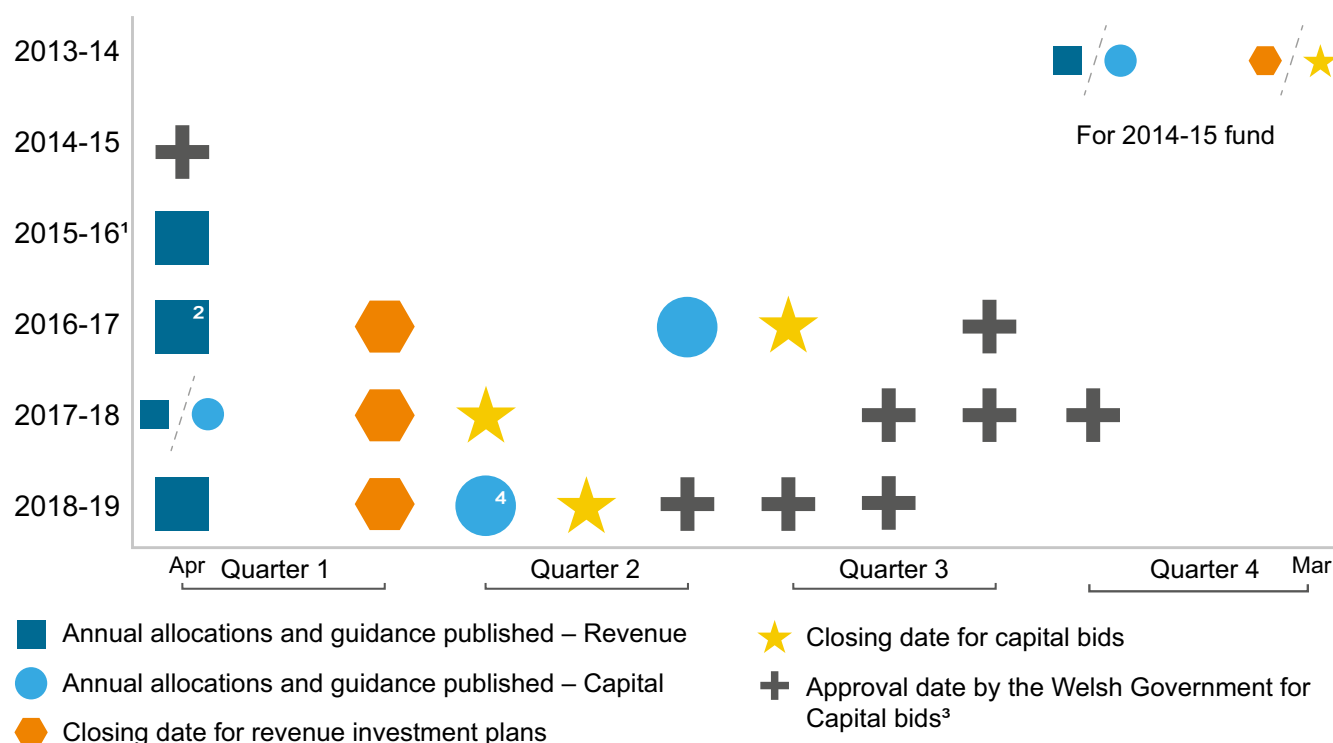 2013-14
For 2014-15 fund
2014-15
2015-16¹
2016-17
2
2017-18
2018-19
4
Apr Quarter 1 Quarter 2 Quarter 3 Quarter 4 Mar
Annual allocations and guidance published – Revenue
Annual allocations and guidance published – Capital
Closing date for revenue investment plans
Closing date for capital bids
Approval date by the Welsh Government for
Capital bids³